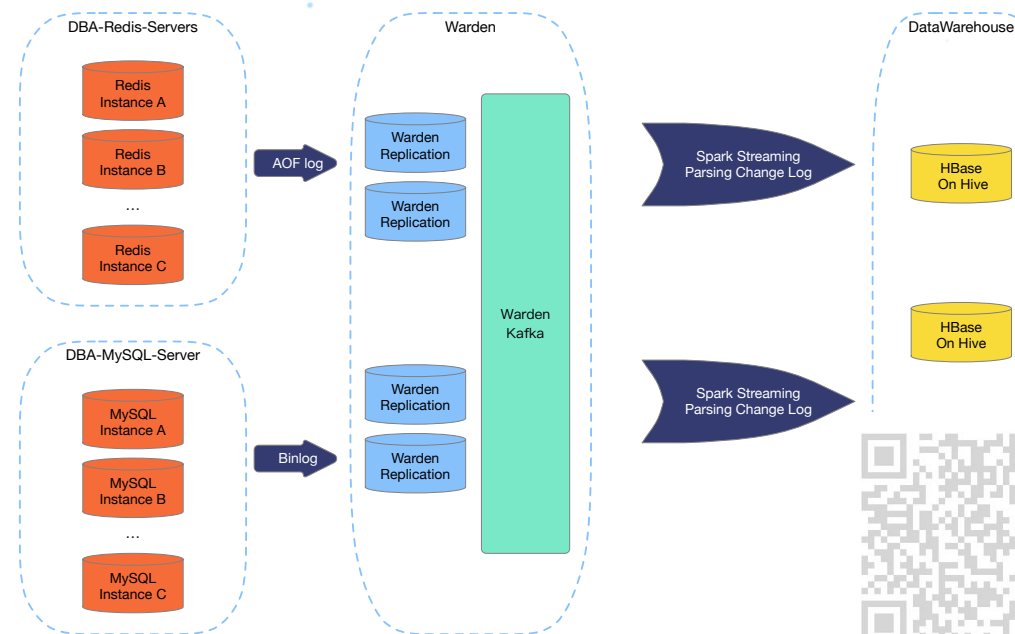 DBA-Redis-Servers
Redis
Instance A
Redis
Instance B
...
Redis
Instance C
AOF log
DBA-MySQL-Server
MySQL
Instance A
MySQL
Instance B
...
MySQL
Instance C
Binlog
Warden
Warden
Replication
Warden
Replication
Warden
Replication
Warden
Replication
Warden
Kafka
Spark Streaming
Parsing Change Log
Spark Streaming
Parsing Change Log
DataWarehouse
HBase
On Hive
HBase
On Hive